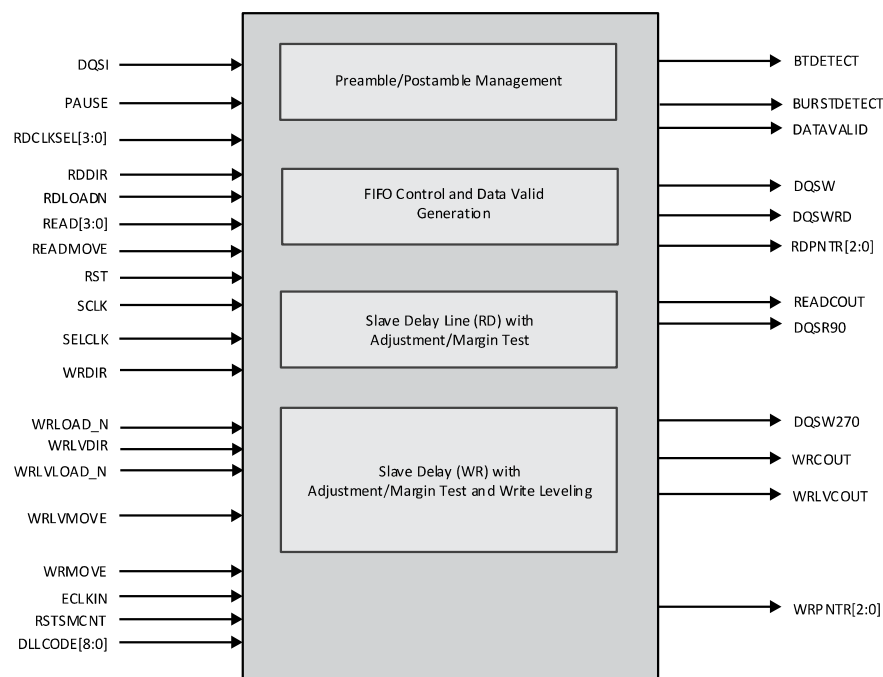 DQSI
PAUSE
RDCLKSEL[3:0]
RDDIR
RDLOADN
READ[3:0]
READMOVE
RST
SCLK
SELCLK
WRDIR
WRLOAD_N
WRLVDIR
WRLVLOAD_N
WRLVMOVE
WRMOVE
ECLKIN
RSTSMCNT
DLLCODE[8:0]
Preamble/Postamble Management
FIFO Control and Data Valid
Generation
Slave Delay Line (RD) with
Adjustment/Margin Test
Slave Delay (WR) with
Adjustment/Margin Test and Write Leveling
BTDETECT
BURSTDETECT
DATAVALID
DQSW
DQSWRD
RDPNTR[2:0]
READCOUT
DQSR90
DQSW270
WRCOUT
WRLVCOUT
WRPNTR[2:0]